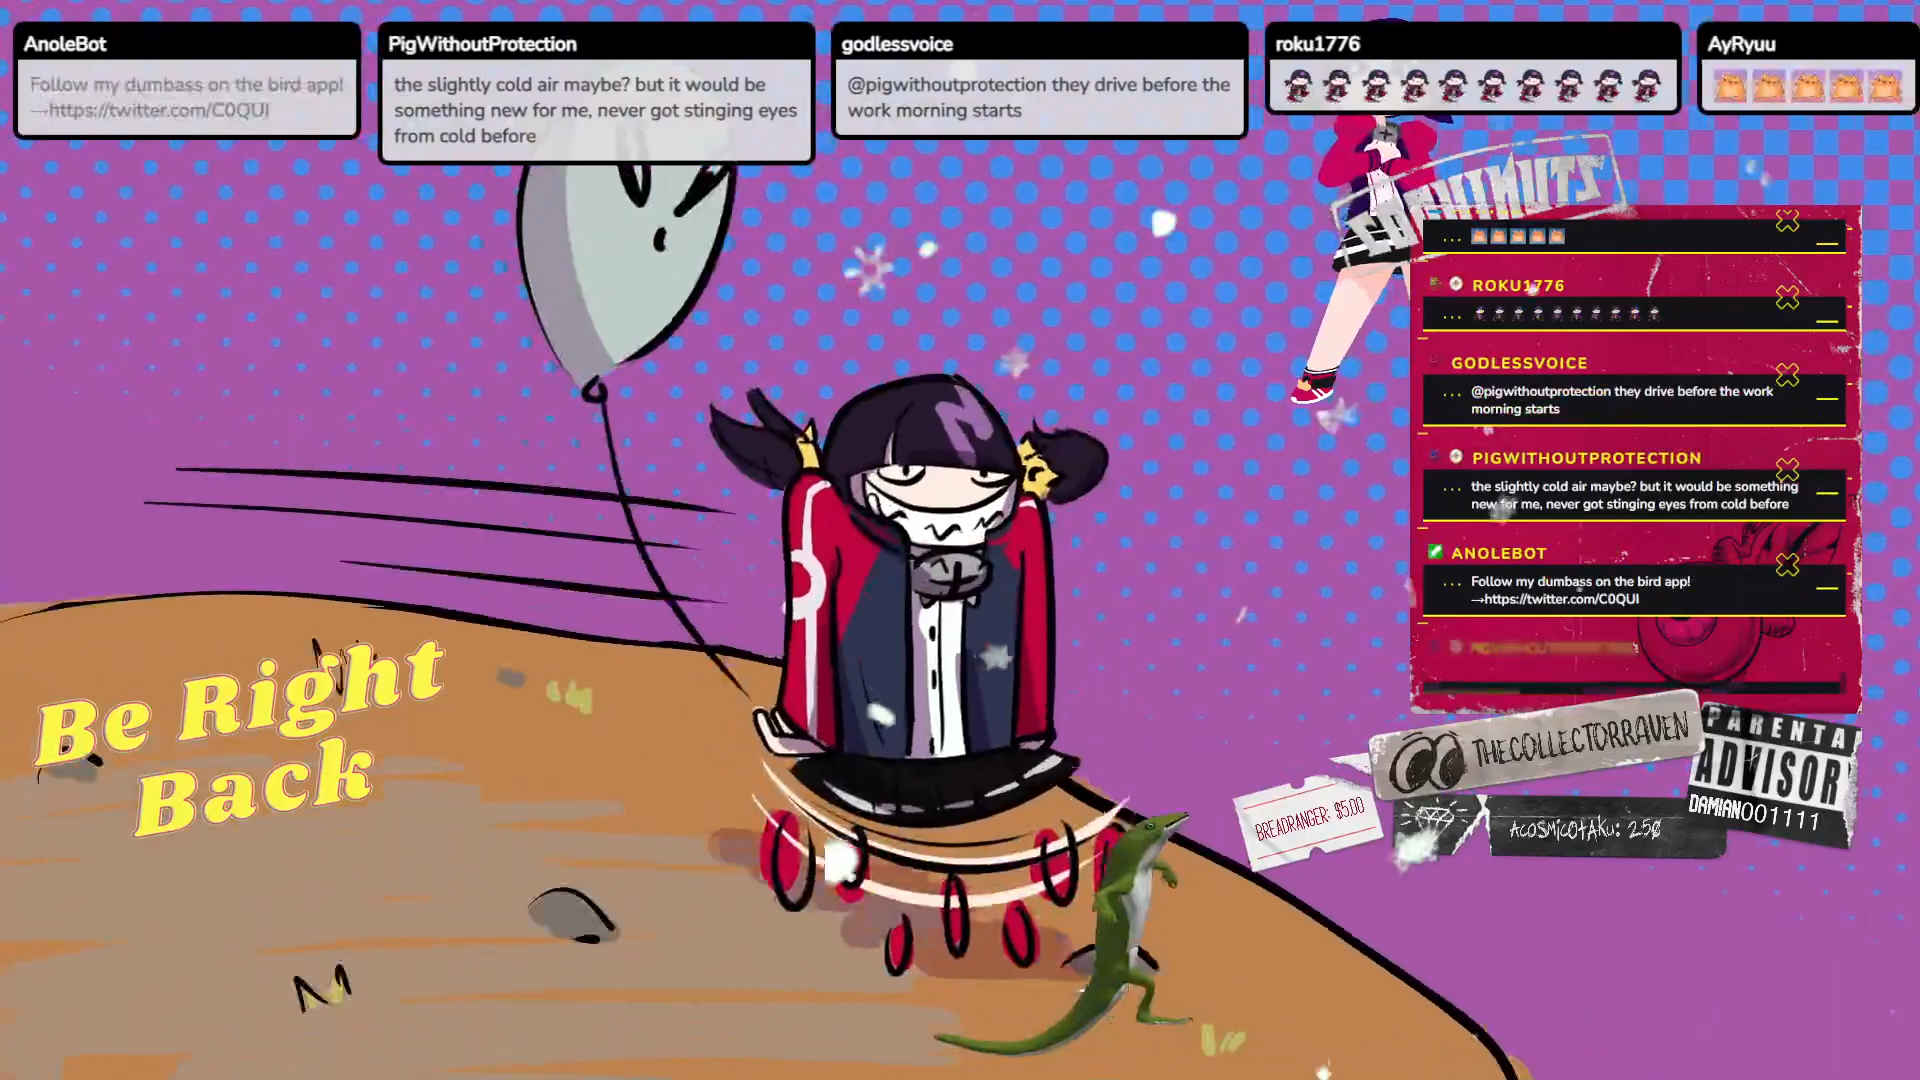 AnoleBot
Follow my dumbass on the bird app!
→https://twitter.com/C0QUI
PigWithoutProtection
the slightly cold air maybe? but it would be
something new for me, never got stinging eyes
from cold before
godlessvoice
@pigwithoutprotection they drive before the
work morning starts
roku1776
AyRyuu
...
ROKU1776
...
GODLESSVOICE
... @pigwithoutprotection they drive before the work
morning starts
PIGWITHOUTPROTECTION
... the slightly cold air maybe? but it would be something
new for me, never got stinging eyes from cold before
ANOLEBOT
... Follow my dumbass on the bird app!
→https://twitter.com/C0QUI
Be Right
Back
THECOLLECTORRAVEN
PARENTA
ADVISOR
DAMIAN001111
BREADRANGER: $5.00
ACOSMICOTAKU: 25¢